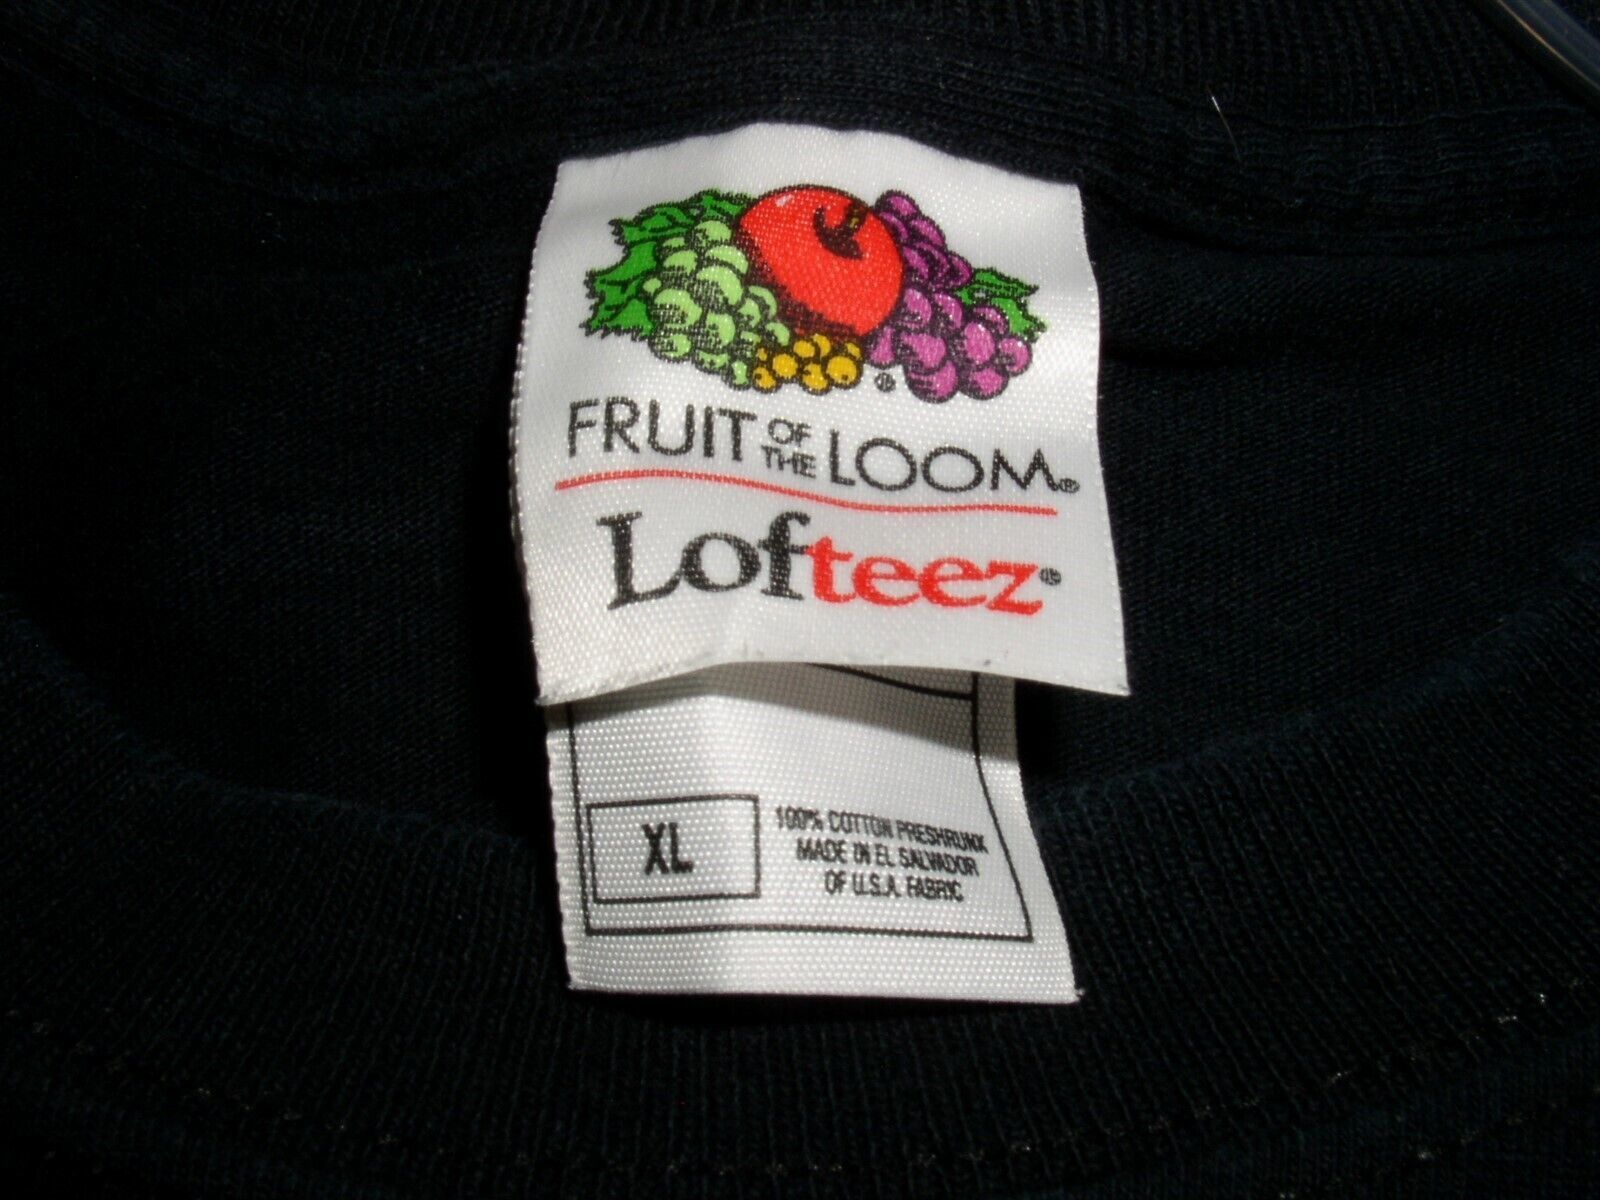 FRUIT OF THE LOOM®
Lofteez®
XL
100% COTTON PRESHRUNK
MADE IN EL SALVADOR
OF U.S.A. FABRIC